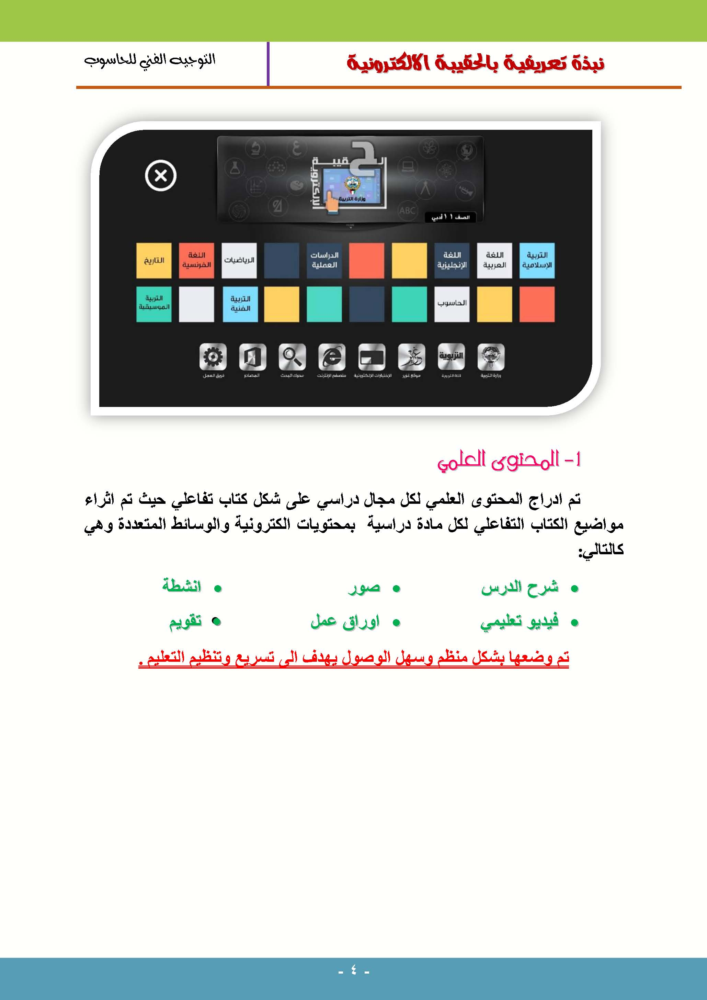 نبذة تعريفية بالحقيبة الالكترونية
التوجيه الفني للحاسوب
الحقيبة
الإلكترونية
وزارة التربية
ABC
الصف ١١ أدبي
HOME
التربية الإسلامية
اللغة العربية
اللغة الإنجليزية
الدراسات العملية
الرياضيات
اللغة الفرنسية
التاريخ
الحاسوب
التربية الفنية
التربية الموسيقية
التربوية
غزير
وزارة التربية
قناة التربوية
موقع غزير
الإختبارات الإلكترونية
متصفح الإنترنت
محرك البحث
المصادر
فريق العمل
١- المحتوى العلمي
تم ادراج المحتوى العلمي لكل مجال دراسي على شكل كتاب تفاعلي حيث تم اثراء
مواضيع الكتاب التفاعلي لكل مادة دراسية بمحتويات الكترونية والوسائط المتعددة وهي
كالتالي:
• شرح الدرس • صور • انشطة
• فيديو تعليمي • اوراق عمل • تقويم
تم وضعها بشكل منظم وسهل الوصول يهدف الى تسريع وتنظيم التعليم .
- ٤ -